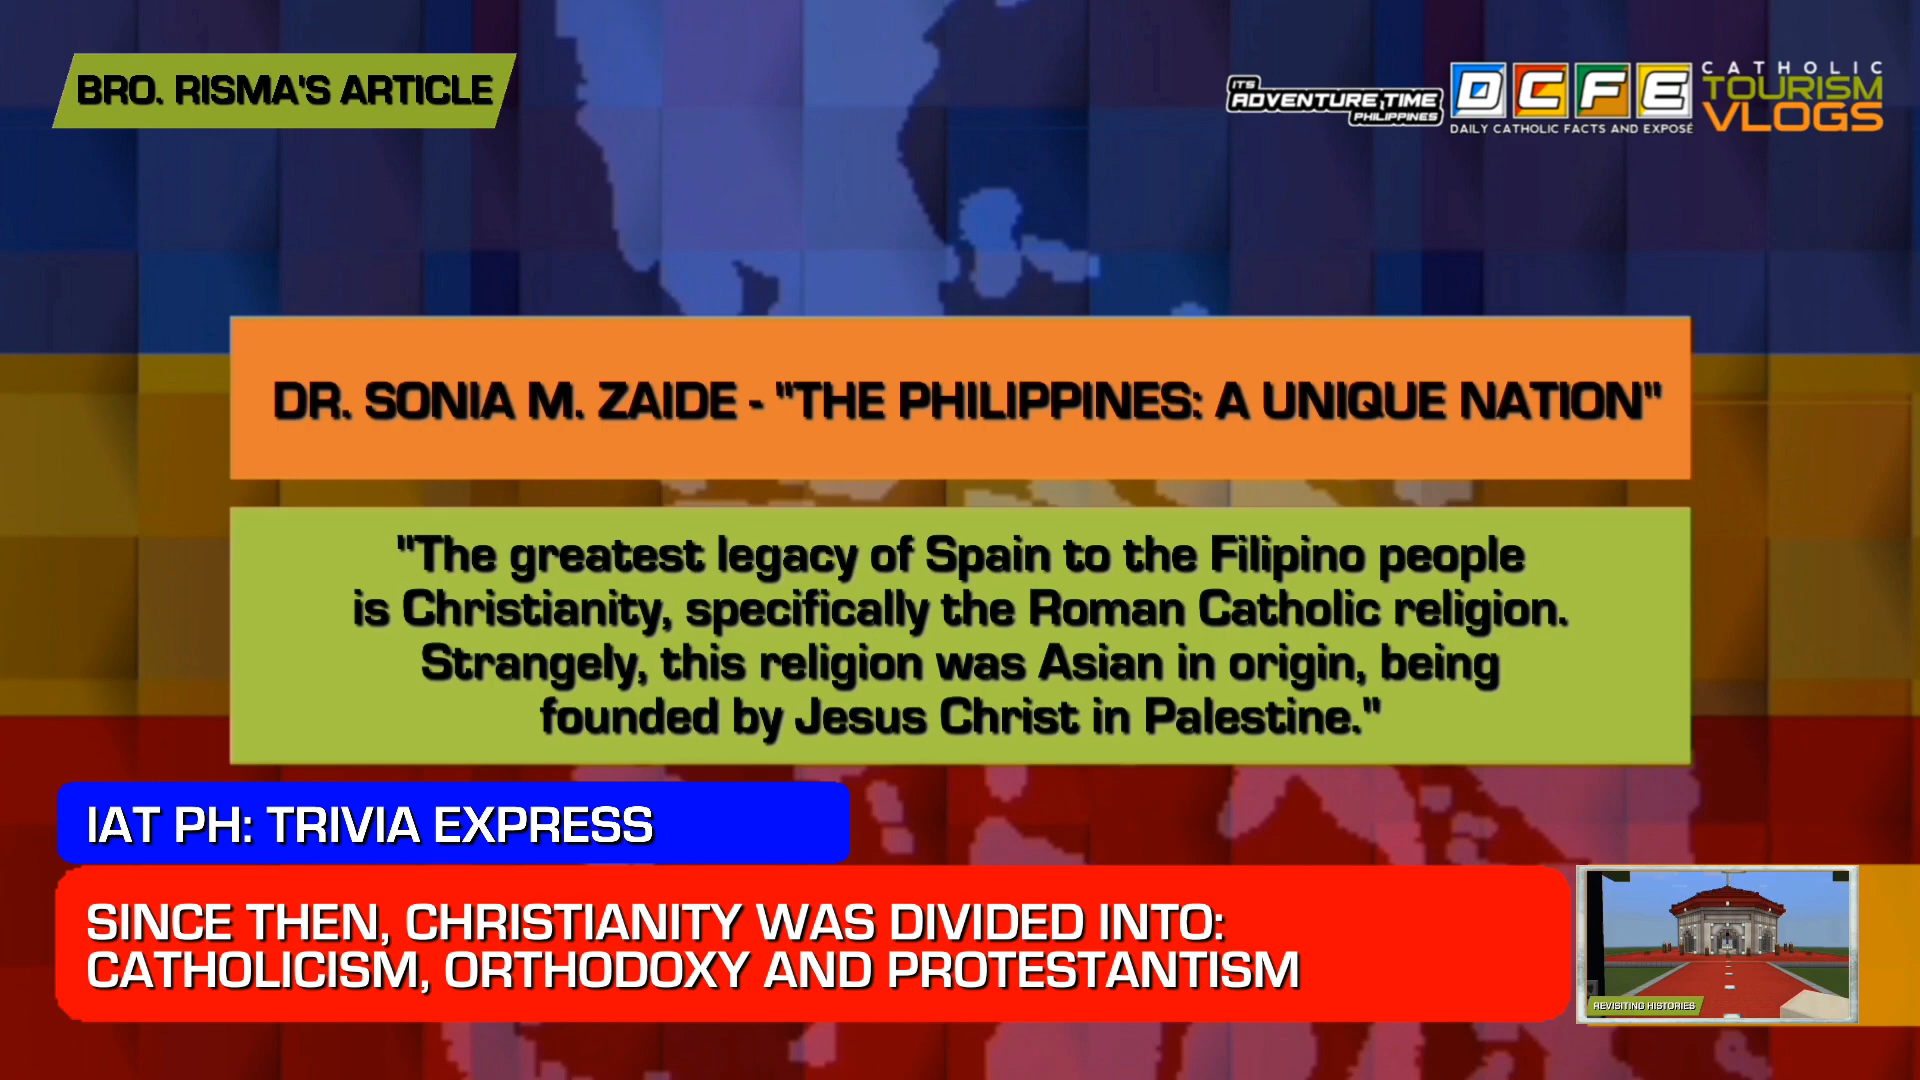 BRO. RISMA'S ARTICLE
IT'S
ADVENTURE TIME
PHILIPPINES
DCFE
DAILY CATHOLIC FACTS AND EXPOSÉ
CATHOLIC
TOURISM
VLOGS
DR. SONIA M. ZAIDE - "THE PHILIPPINES: A UNIQUE NATION"
"The greatest legacy of Spain to the Filipino people
is Christianity, specifically the Roman Catholic religion.
Strangely, this religion was Asian in origin, being
founded by Jesus Christ in Palestine."
IAT PH: TRIVIA EXPRESS
SINCE THEN, CHRISTIANITY WAS DIVIDED INTO:
CATHOLICISM, ORTHODOXY AND PROTESTANTISM
REVISITING HISTORIES